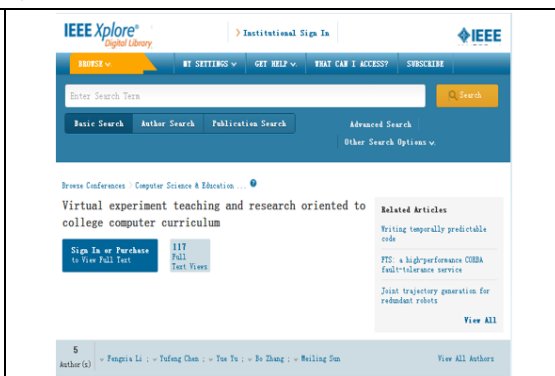 IEEE Xplore®
Digital Library
> Institutional Sign In
IEEE
BROWSE
MY SETTINGS
GET HELP
WHAT CAN I ACCESS?
SUBSCRIBE
Enter Search Term
Search
Basic Search
Author Search
Publication Search
Advanced Search
Other Search Options
Browse Conferences > Computer Science & Education ...
Virtual experiment teaching and research oriented to
college computer curriculum
Sign In or Purchase
to View Full Text
117
Full
Text Views
Related Articles
Writing temporally predictable
code
FTS: a high-performance CORBA
fault-tolerance service
Joint trajectory generation for
redundant robots
View All
5
Author(s)
Fengxia Li ; Yufeng Chen ; Yue Yu ; Bo Zhang ; Meiling Sun
View All Authors